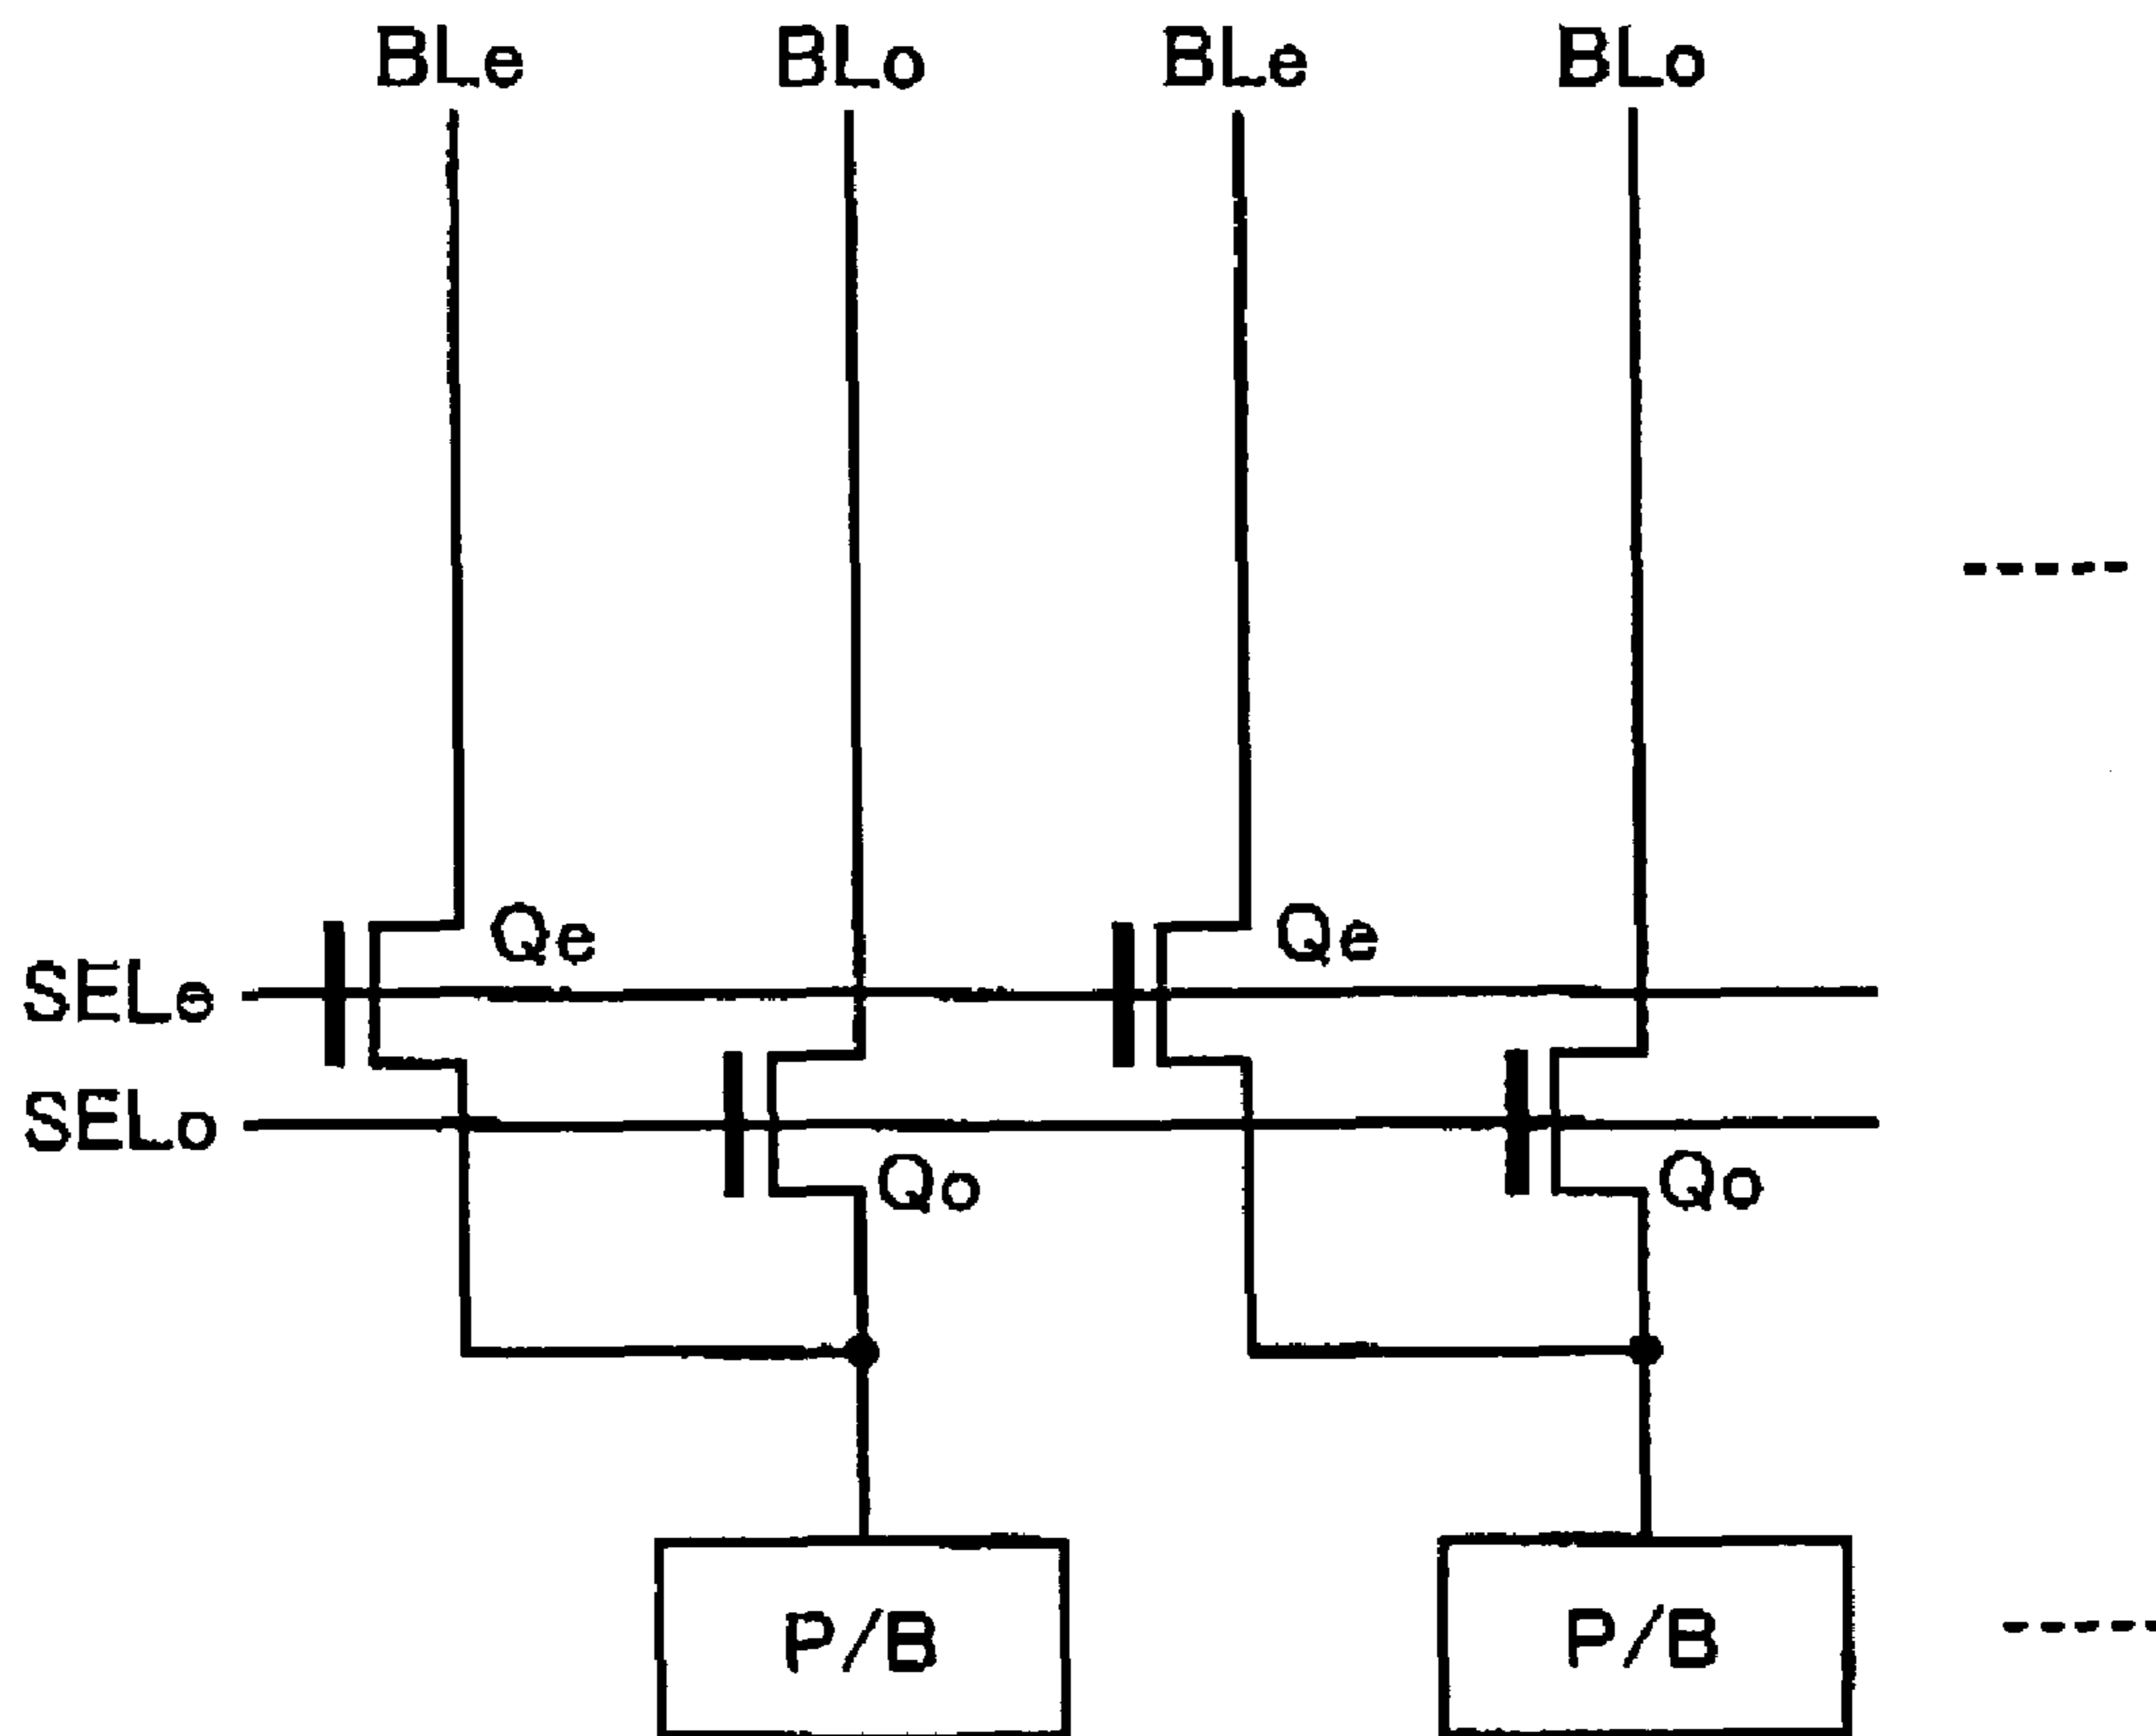 BLe BLo BLe BLo
Qe Qe
SELe
SELo
Qo Qo
P/B P/B